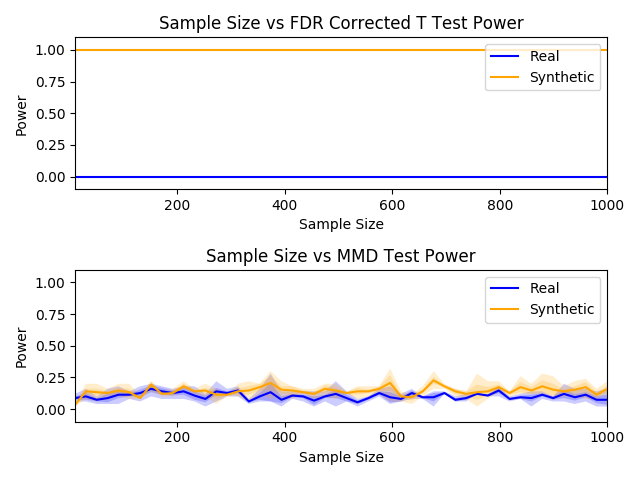 Sample Size vs FDR Corrected T Test Power
1.00
0.75
0.50
0.25
0.00
Power
Real
Synthetic
200 400 600 800 1000
Sample Size
Sample Size vs MMD Test Power
1.00
0.75
0.50
0.25
0.00
Power
Real
Synthetic
200 400 600 800 1000
Sample Size